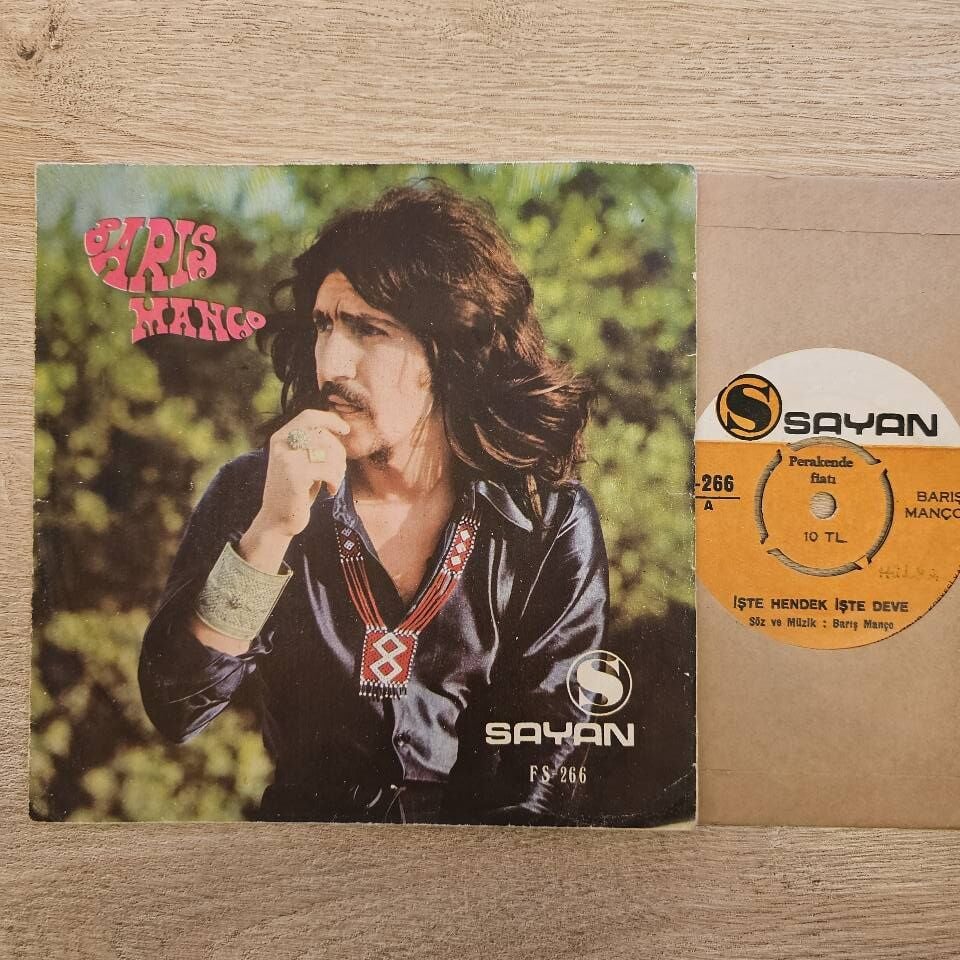 BARIS
MANÇO
S
SAYAN
FS-266
S SAYAN
Perakende
fiatı
-266
A
BARIŞ
MANÇO
10 TL.
İŞTE HENDEK İŞTE DEVE
Söz ve Müzik : Barış Manço